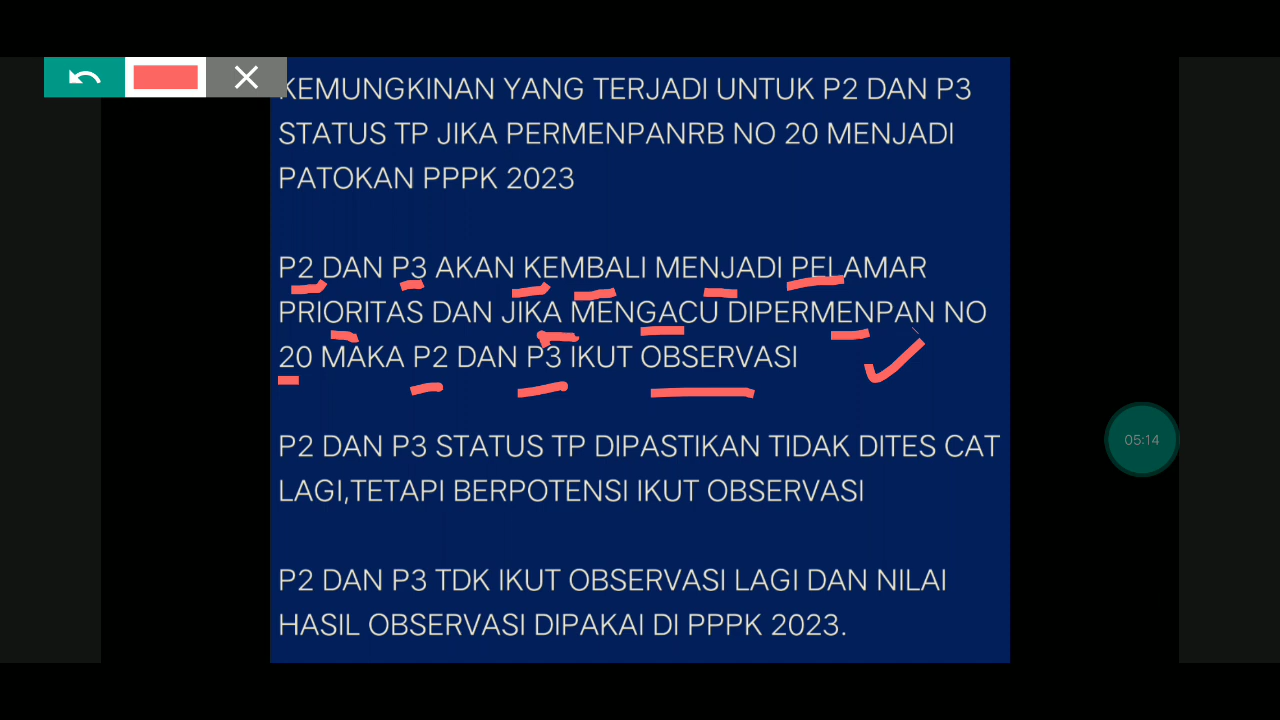 KEMUNGKINAN YANG TERJADI UNTUK P2 DAN P3
STATUS TP JIKA PERMENPANRB NO 20 MENJADI
PATOKAN PPPK 2023
P2 DAN P3 AKAN KEMBALI MENJADI PELAMAR
PRIORITAS DAN JIKA MENGACU DIPERMENPAN NO
20 MAKA P2 DAN P3 IKUT OBSERVASI
P2 DAN P3 STATUS TP DIPASTIKAN TIDAK DITES CAT
LAGI,TETAPI BERPOTENSI IKUT OBSERVASI
P2 DAN P3 TDK IKUT OBSERVASI LAGI DAN NILAI
HASIL OBSERVASI DIPAKAI DI PPPK 2023.
05:14